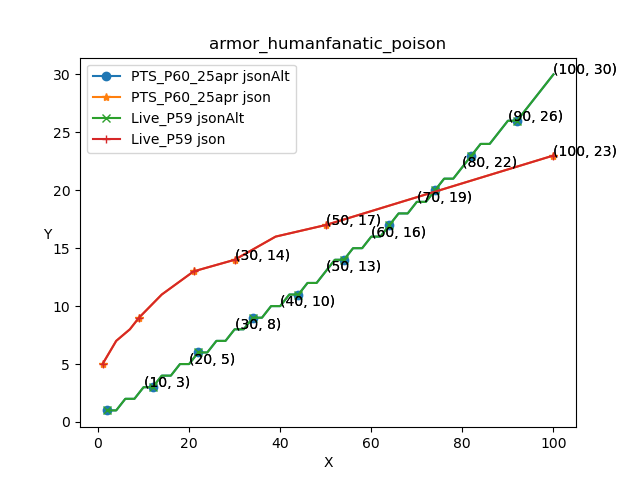 armor_humanfanatic_poison
PTS_P60_25apr jsonAlt
PTS_P60_25apr json
Live_P59 jsonAlt
Live_P59 json
(100, 30)
(90, 26)
(100, 23)
(80, 22)
(70, 19)
(50, 17)
(60, 16)
(30, 14)
(50, 13)
(40, 10)
(30, 8)
(20, 5)
(10, 3)
Y
30
25
20
15
10
5
0
0 20 40 60 80 100
X